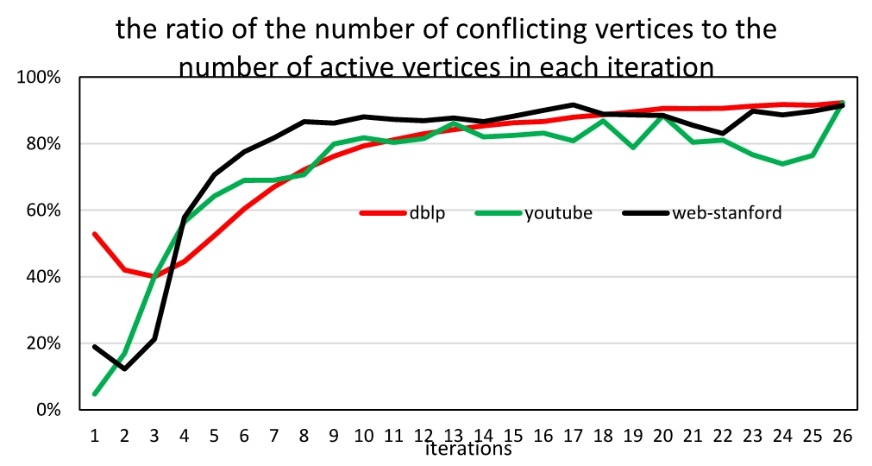 the ratio of the number of conflicting vertices to the
number of active vertices in each iteration
100%
80%
60%
40%
20%
0%
dblp youtube web-stanford
1 2 3 4 5 6 7 8 9 10 11 12 13 14 15 16 17 18 19 20 21 22 23 24 25 26
iterations